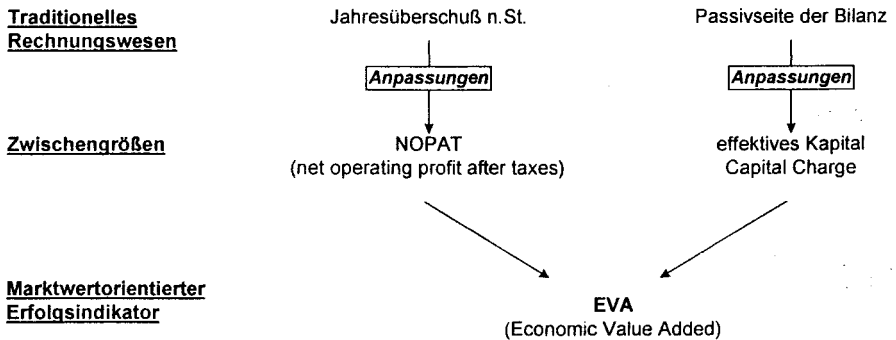 Traditionelles
Rechnungswesen
Jahresüberschuß n.St.
Passivseite der Bilanz
Anpassungen
Anpassungen
Zwischengrößen
NOPAT
(net operating profit after taxes)
effektives Kapital
Capital Charge
Marktwertorientierter
Erfolgsindikator
EVA
(Economic Value Added)